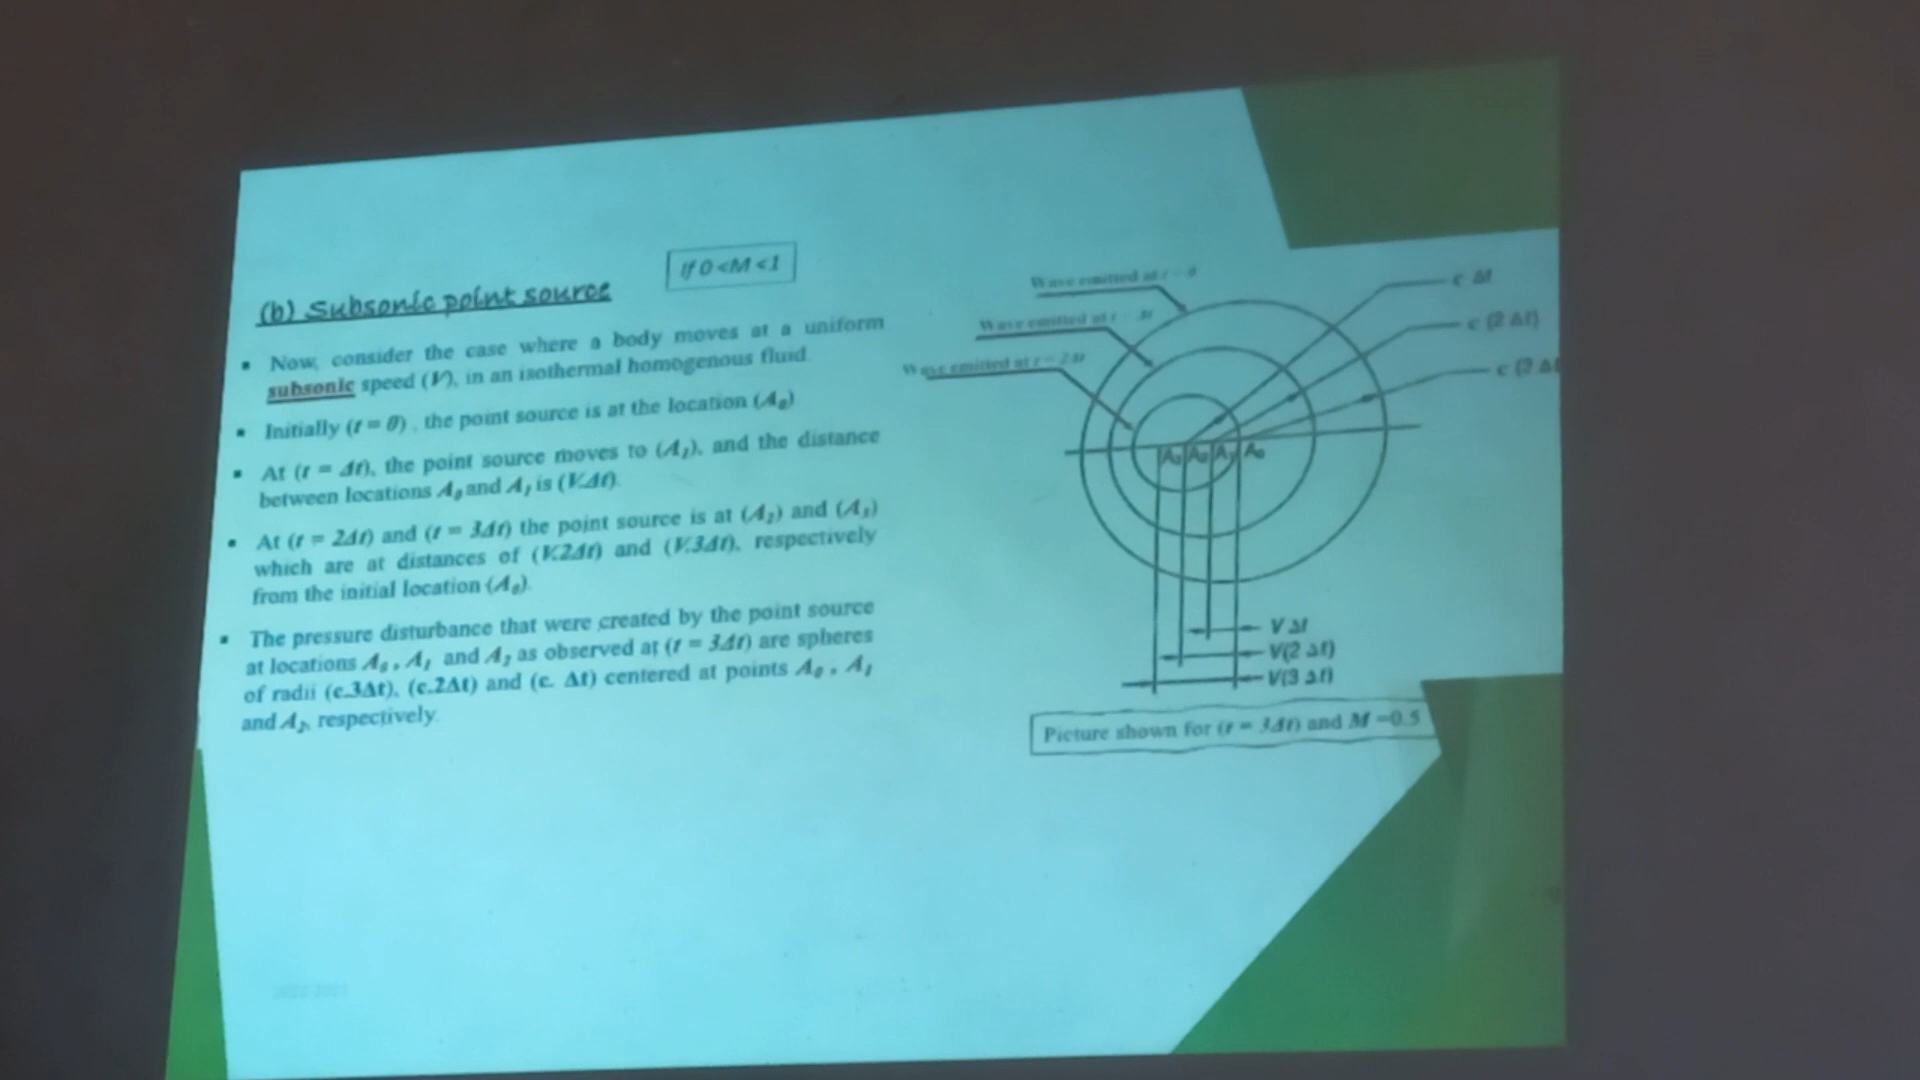 If 0 <M <1
(b) Subsonic point source
▪ Now, consider the case where a body moves at a uniform
subsonic speed (V), in an isothermal homogenous fluid.
▪ Initially (t = 0), the point source is at the location (A₀)
▪ At (t = Δt), the point source moves to (A₁), and the distance
between locations A₀ and A₁ is (V.Δt).
▪ At (t = 2Δt) and (t = 3Δt) the point source is at (A₂) and (A₃)
which are at distances of (V.2Δt) and (V.3Δt), respectively
from the initial location (A₀).
▪ The pressure disturbance that were created by the point source
at locations A₀, A₁ and A₂ as observed at (t = 3Δt) are spheres
of radii (c.3Δt), (c.2Δt) and (c. Δt) centered at points A₀, A₁
and A₂, respectively.
Wave emitted at t = 0
Wave emitted at t = Δt
Wave emitted at t = 2Δt
c Δt
c (2 Δt)
A₃ A₂ A₁ A₀
V Δt
V(2 Δt)
V(3 Δt)
Picture shown for (t = 3Δt) and M =0.5